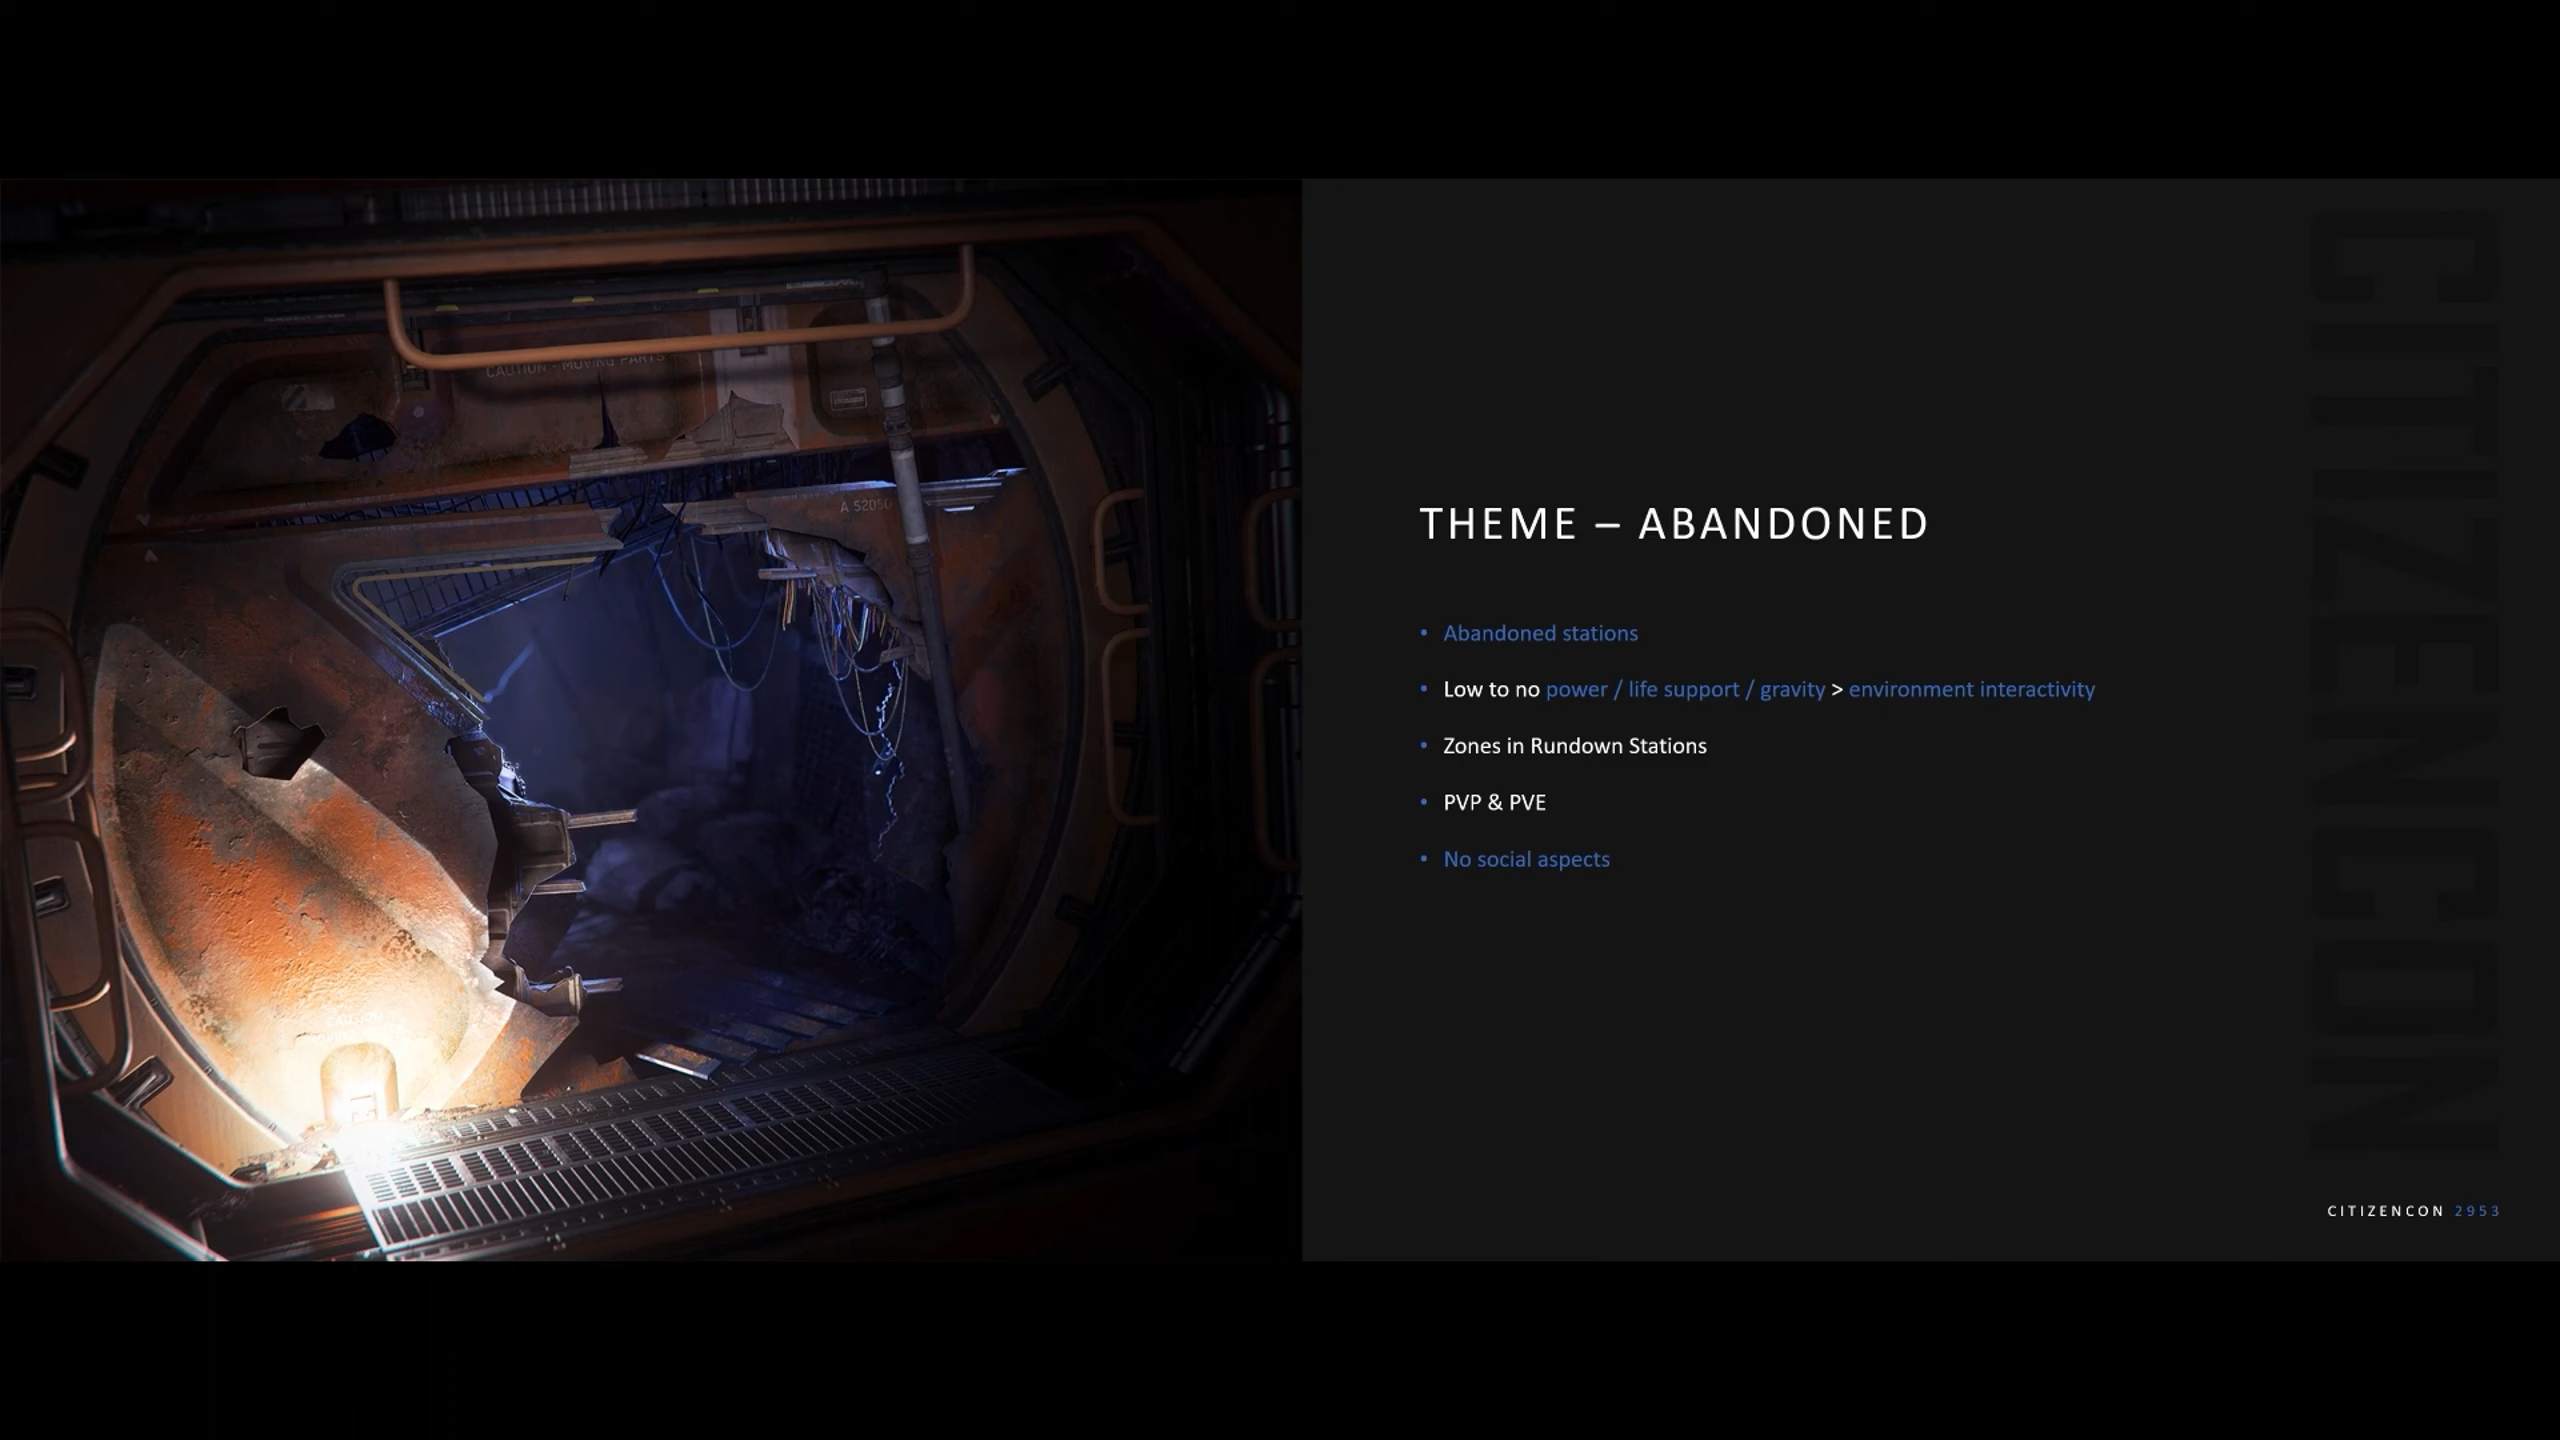 CAUTION - MOVING PARTS
A 52050
THEME – ABANDONED
• Abandoned stations
• Low to no power / life support / gravity > environment interactivity
• Zones in Rundown Stations
• PVP & PVE
• No social aspects
CITIZENCON
CITIZENCON 2953